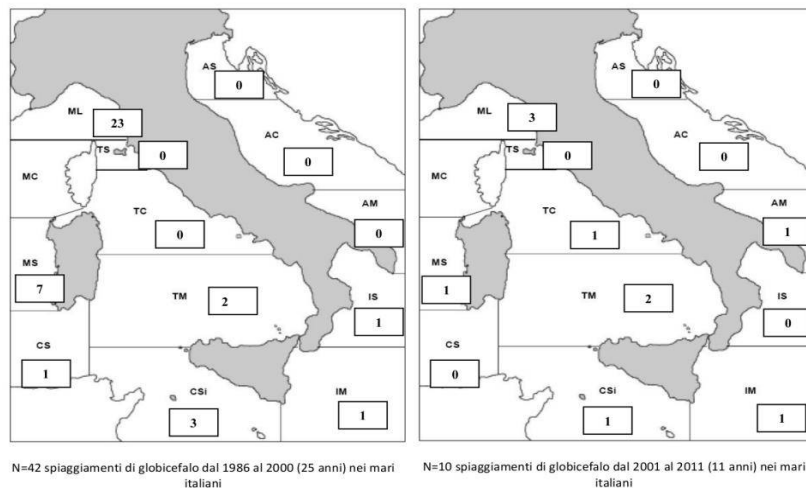 AS
0
ML
23
AC
0
TS
0
MC
TC
0
AM
0
MS
7
TM
2
IS
1
CS
1
CSi
3
IM
1
N=42 spiaggiamenti di globicefalo dal 1986 al 2000 (25 anni) nei mari
italiani
AS
0
ML
3
AC
0
TS
0
MC
TC
1
AM
1
MS
1
TM
2
IS
0
CS
0
CSi
1
IM
1
N=10 spiaggiamenti di globicefalo dal 2001 al 2011 (11 anni) nei mari
italiani